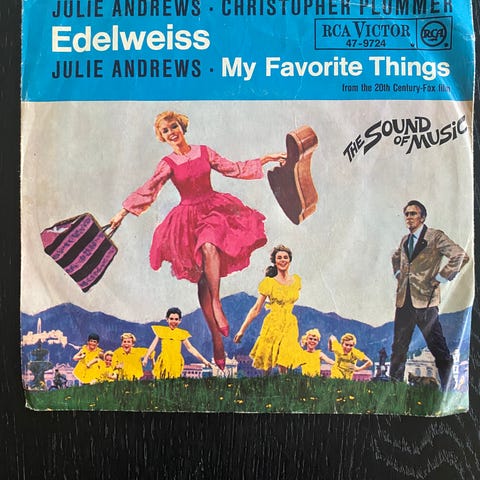 JULIE ANDREWS · CHRISTOPHER PLUMMER
Edelweiss
RCA VICTOR
47-9724
RCA
JULIE ANDREWS · My Favorite Things
from the 20th Century-Fox film
THE SOUND
OF MUSIC